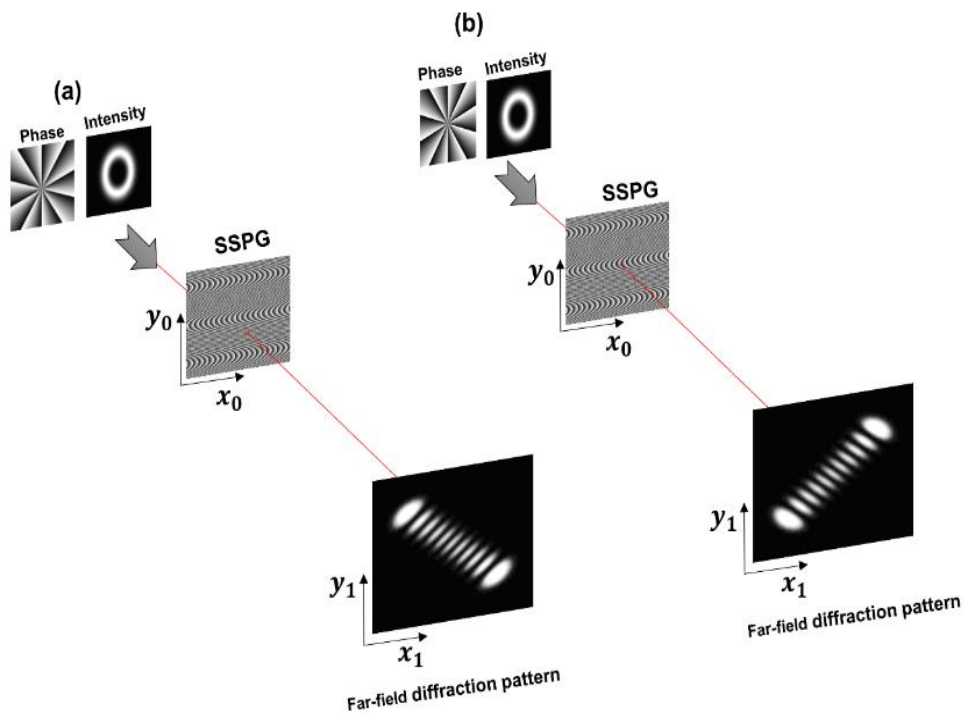 (a)
Phase
Intensity
SSPG
y₀
x₀
y₁
x₁
Far-field diffraction pattern
(b)
Phase
Intensity
SSPG
y₀
x₀
y₁
x₁
Far-field diffraction pattern